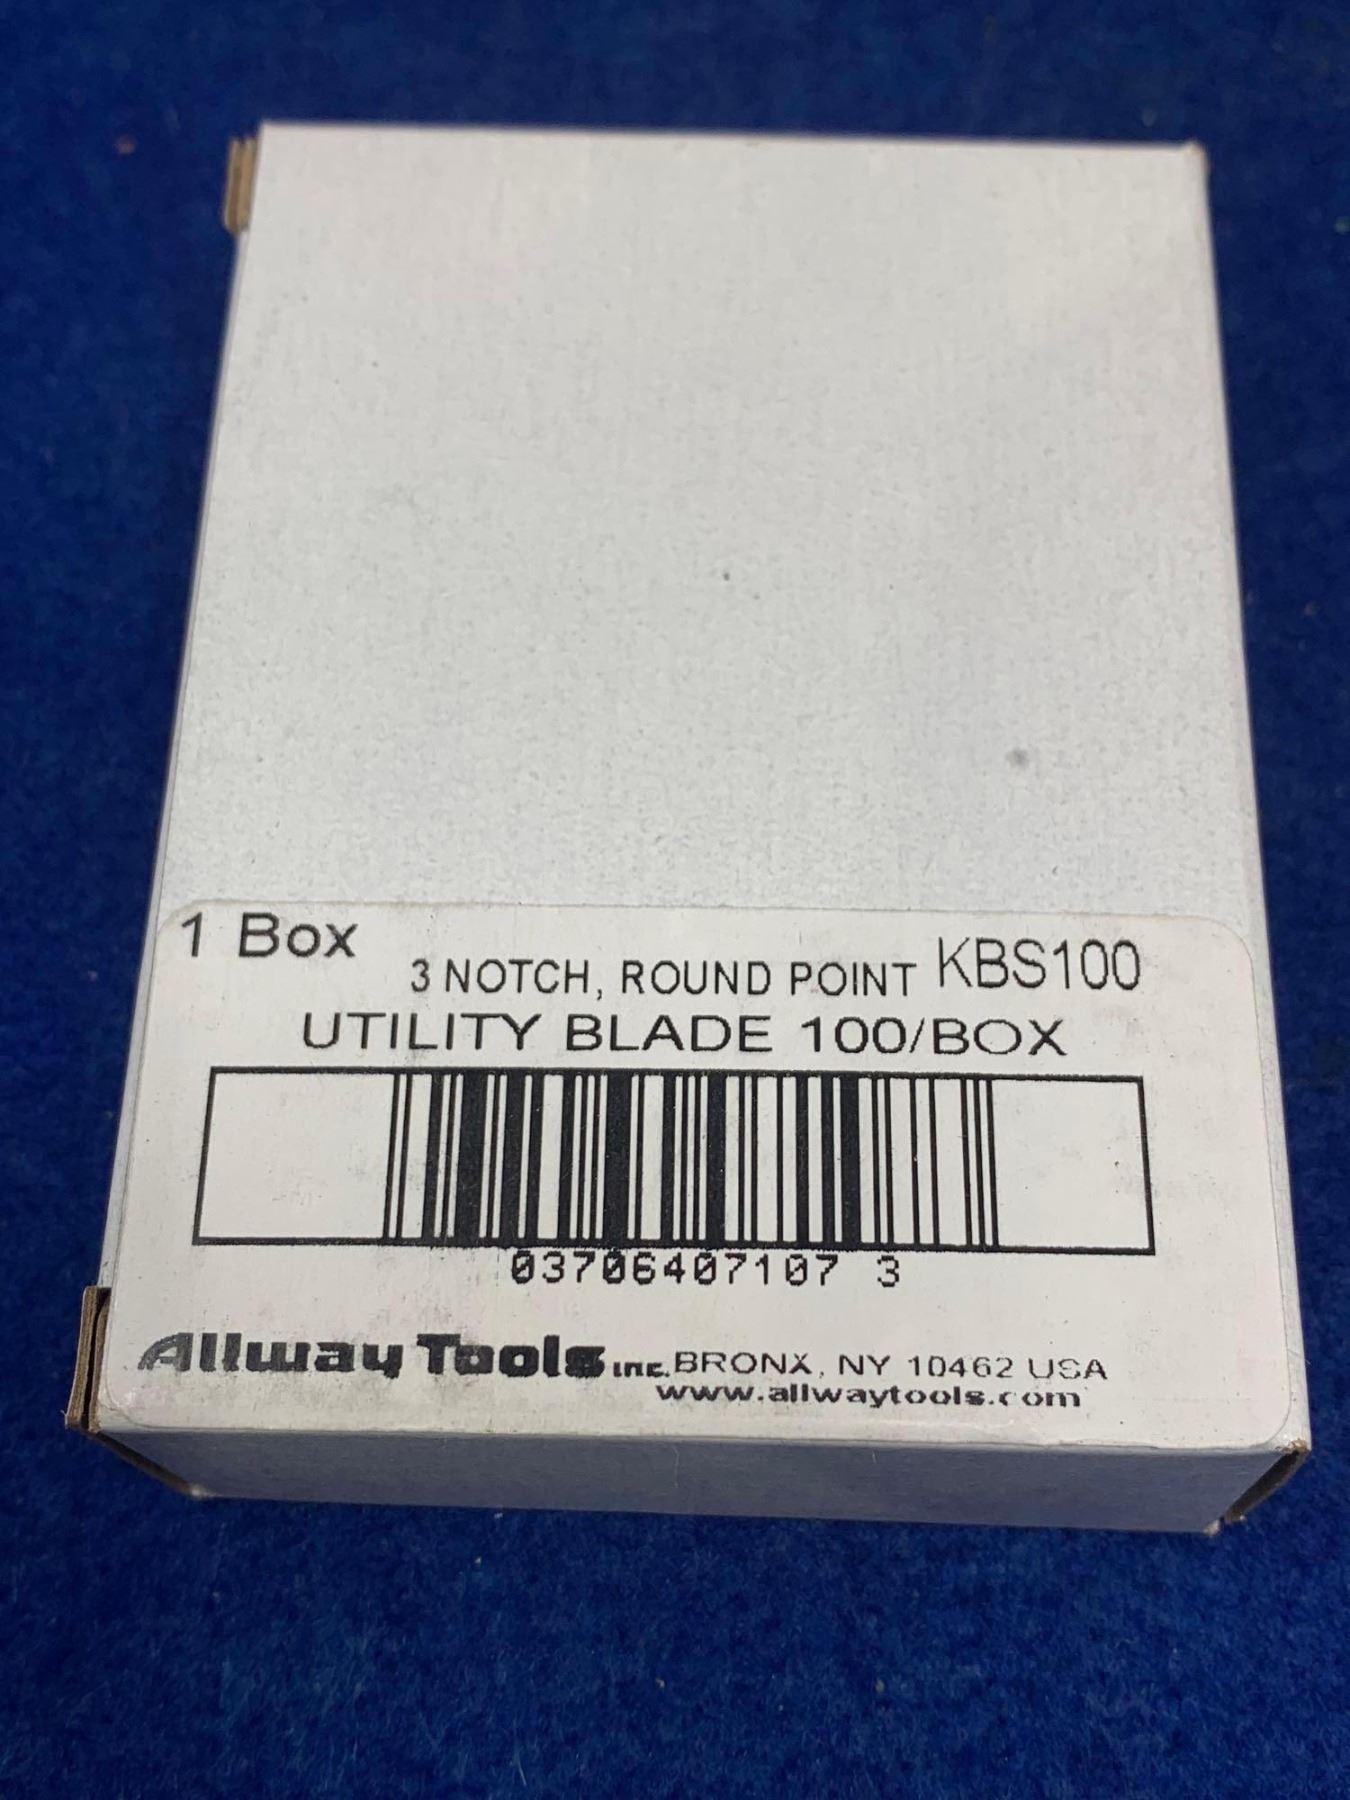 1 Box
3 NOTCH, ROUND POINT KBS100
UTILITY BLADE 100/BOX
03706407107 3
Allway Tools INC. BRONX, NY 10462 USA
www.allwaytools.com